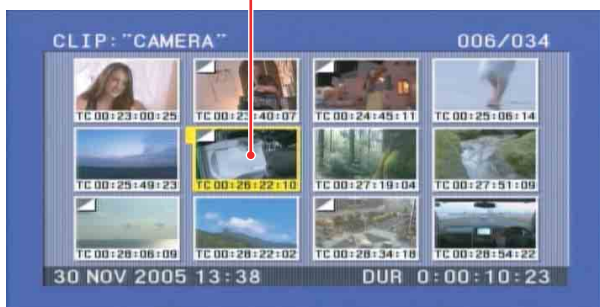 CLIP:"CAMERA" 006/034
TC 00:23:00:25 TC 00:23:40:07 TC 00:24:45:11 TC 00:25:06:14
TC 00:25:49:23 TC 00:26:22:10 TC 00:27:19:04 TC 00:27:51:09
TC 00:28:06:09 TC 00:28:22:02 TC 00:28:34:18 TC 00:28:54:22
30 NOV 2005 13:38 DUR 0:00:10:23